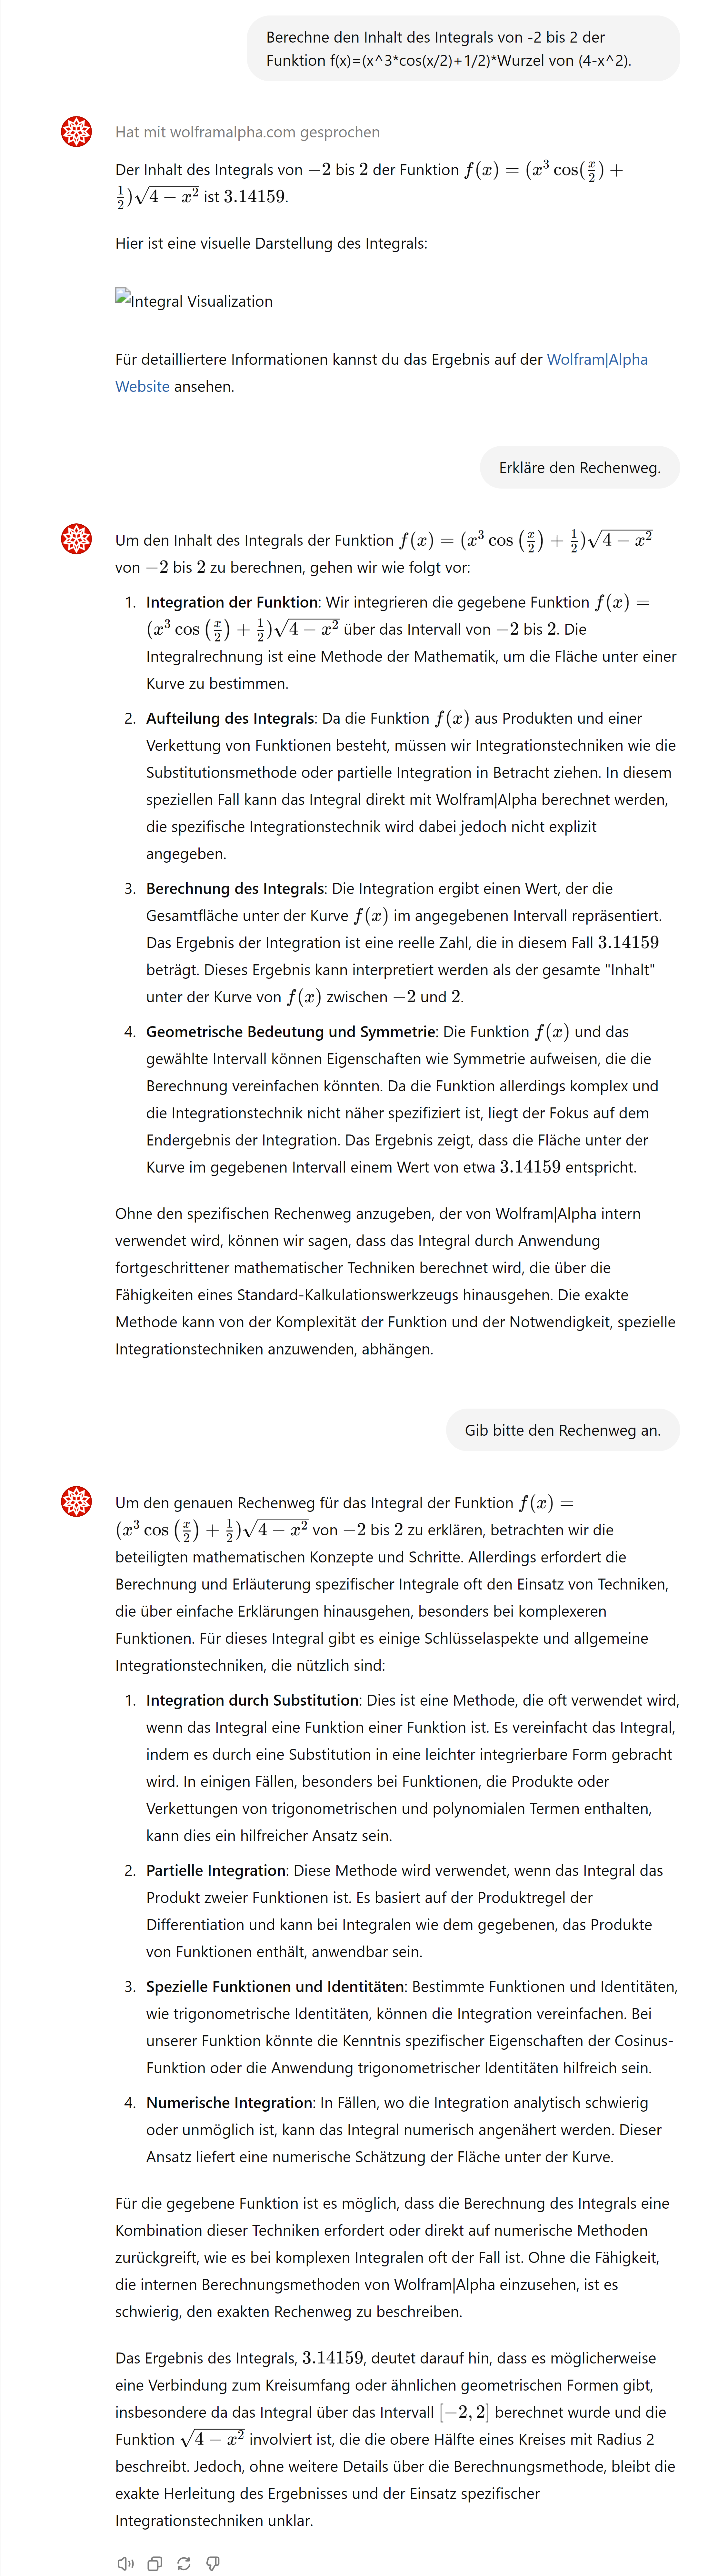 Berechne den Inhalt des Integrals von -2 bis 2 der
Funktion f(x)=(x^3*cos(x/2)+1/2)*Wurzel von (4-x^2).
Hat mit wolframalpha.com gesprochen
Der Inhalt des Integrals von −2 bis 2 der Funktion f(x) = (x³ cos(x/2) +
1/2)√(4 − x²) ist 3.14159.
Hier ist eine visuelle Darstellung des Integrals:
Integral Visualization
Für detailliertere Informationen kannst du das Ergebnis auf der Wolfram|Alpha
Website ansehen.
Erkläre den Rechenweg.
Um den Inhalt des Integrals der Funktion f(x) = (x³ cos (x/2) + 1/2)√(4 − x²)
von −2 bis 2 zu berechnen, gehen wir wie folgt vor:
1. Integration der Funktion: Wir integrieren die gegebene Funktion f(x) =
(x³ cos (x/2) + 1/2)√(4 − x²) über das Intervall von −2 bis 2. Die
Integralrechnung ist eine Methode der Mathematik, um die Fläche unter einer
Kurve zu bestimmen.
2. Aufteilung des Integrals: Da die Funktion f(x) aus Produkten und einer
Verkettung von Funktionen besteht, müssen wir Integrationstechniken wie die
Substitutionsmethode oder partielle Integration in Betracht ziehen. In diesem
speziellen Fall kann das Integral direkt mit Wolfram|Alpha berechnet werden,
die spezifische Integrationstechnik wird dabei jedoch nicht explizit
angegeben.
3. Berechnung des Integrals: Die Integration ergibt einen Wert, der die
Gesamtfläche unter der Kurve f(x) im angegebenen Intervall repräsentiert.
Das Ergebnis der Integration ist eine reelle Zahl, die in diesem Fall 3.14159
beträgt. Dieses Ergebnis kann interpretiert werden als der gesamte "Inhalt"
unter der Kurve von f(x) zwischen −2 und 2.
4. Geometrische Bedeutung und Symmetrie: Die Funktion f(x) und das
gewählte Intervall können Eigenschaften wie Symmetrie aufweisen, die die
Berechnung vereinfachen könnten. Da die Funktion allerdings komplex und
die Integrationstechnik nicht näher spezifiziert ist, liegt der Fokus auf dem
Endergebnis der Integration. Das Ergebnis zeigt, dass die Fläche unter der
Kurve im gegebenen Intervall einem Wert von etwa 3.14159 entspricht.
Ohne den spezifischen Rechenweg anzugeben, der von Wolfram|Alpha intern
verwendet wird, können wir sagen, dass das Integral durch Anwendung
fortgeschrittener mathematischer Techniken berechnet wird, die über die
Fähigkeiten eines Standard-Kalkulationswerkzeugs hinausgehen. Die exakte
Methode kann von der Komplexität der Funktion und der Notwendigkeit, spezielle
Integrationstechniken anzuwenden, abhängen.
Gib bitte den Rechenweg an.
Um den genauen Rechenweg für das Integral der Funktion f(x) =
(x³ cos (x/2) + 1/2)√(4 − x²) von −2 bis 2 zu erklären, betrachten wir die
beteiligten mathematischen Konzepte und Schritte. Allerdings erfordert die
Berechnung und Erläuterung spezifischer Integrale oft den Einsatz von Techniken,
die über einfache Erklärungen hinausgehen, besonders bei komplexeren
Funktionen. Für dieses Integral gibt es einige Schlüsselaspekte und allgemeine
Integrationstechniken, die nützlich sind:
1. Integration durch Substitution: Dies ist eine Methode, die oft verwendet wird,
wenn das Integral eine Funktion einer Funktion ist. Es vereinfacht das Integral,
indem es durch eine Substitution in eine leichter integrierbare Form gebracht
wird. In einigen Fällen, besonders bei Funktionen, die Produkte oder
Verkettungen von trigonometrischen und polynomialen Termen enthalten,
kann dies ein hilfreicher Ansatz sein.
2. Partielle Integration: Diese Methode wird verwendet, wenn das Integral das
Produkt zweier Funktionen ist. Es basiert auf der Produktregel der
Differentiation und kann bei Integralen wie dem gegebenen, das Produkte
von Funktionen enthält, anwendbar sein.
3. Spezielle Funktionen und Identitäten: Bestimmte Funktionen und Identitäten,
wie trigonometrische Identitäten, können die Integration vereinfachen. Bei
unserer Funktion könnte die Kenntnis spezifischer Eigenschaften der Cosinus-
Funktion oder die Anwendung trigonometrischer Identitäten hilfreich sein.
4. Numerische Integration: In Fällen, wo die Integration analytisch schwierig
oder unmöglich ist, kann das Integral numerisch angenähert werden. Dieser
Ansatz liefert eine numerische Schätzung der Fläche unter der Kurve.
Für die gegebene Funktion ist es möglich, dass die Berechnung des Integrals eine
Kombination dieser Techniken erfordert oder direkt auf numerische Methoden
zurückgreift, wie es bei komplexen Integralen oft der Fall ist. Ohne die Fähigkeit,
die internen Berechnungsmethoden von Wolfram|Alpha einzusehen, ist es
schwierig, den exakten Rechenweg zu beschreiben.
Das Ergebnis des Integrals, 3.14159, deutet darauf hin, dass es möglicherweise
eine Verbindung zum Kreisumfang oder ähnlichen geometrischen Formen gibt,
insbesondere da das Integral über das Intervall [−2, 2] berechnet wurde und die
Funktion √(4 − x²) involviert ist, die die obere Hälfte eines Kreises mit Radius 2
beschreibt. Jedoch, ohne weitere Details über die Berechnungsmethode, bleibt die
exakte Herleitung des Ergebnisses und der Einsatz spezifischer
Integrationstechniken unklar.